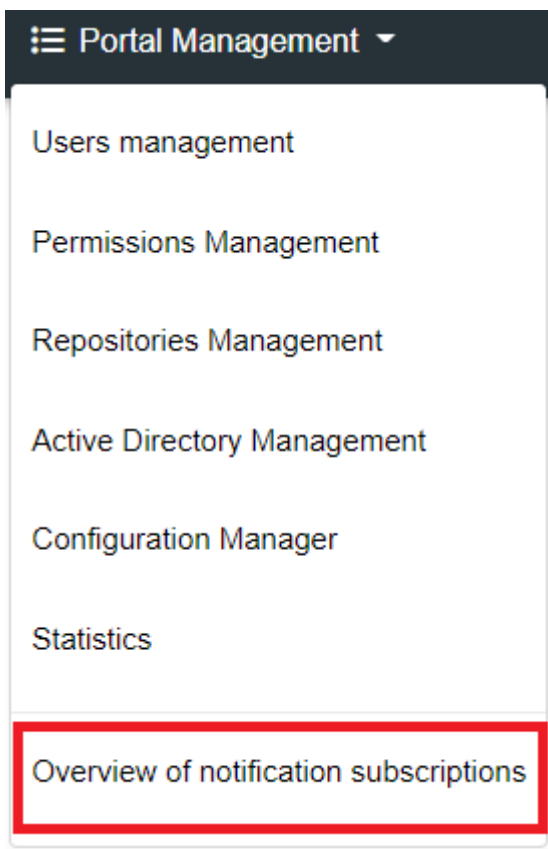 Portal Management
Users management
Permissions Management
Repositories Management
Active Directory Management
Configuration Manager
Statistics
Overview of notification subscriptions